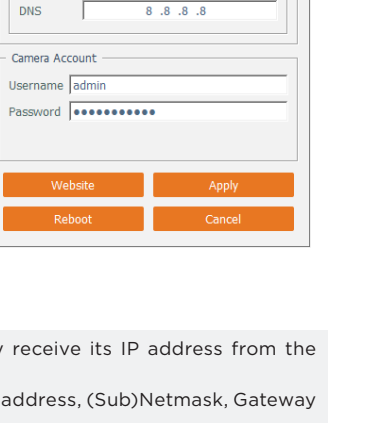 DNS 8 .8 .8 .8
Camera Account
Username admin
Password ●●●●●●●●●●●
Website Apply
Reboot Cancel
receive its IP address from the
address, (Sub)Netmask, Gateway